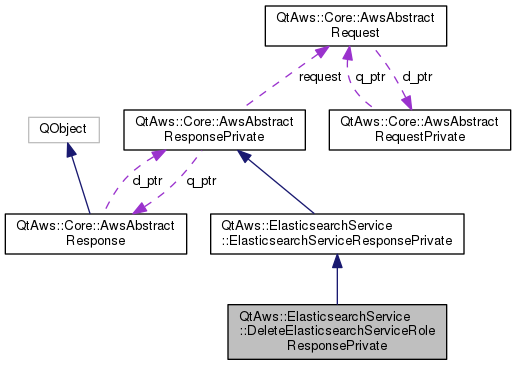 QtAws::Core::AwsAbstract
Request
request
q_ptr
d_ptr
QObject
QtAws::Core::AwsAbstract
ResponsePrivate
QtAws::Core::AwsAbstract
RequestPrivate
d_ptr
q_ptr
QtAws::Core::AwsAbstract
Response
QtAws::ElasticsearchService
::ElasticsearchServiceResponsePrivate
QtAws::ElasticsearchService
::DeleteElasticsearchServiceRole
ResponsePrivate